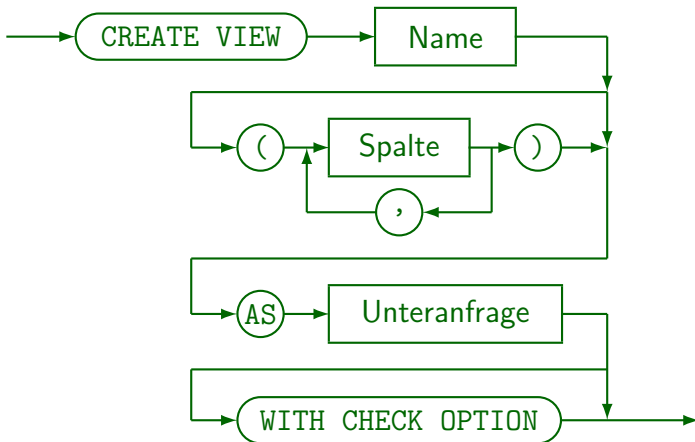 CREATE VIEW Name
( Spalte )
,
AS Unteranfrage
WITH CHECK OPTION